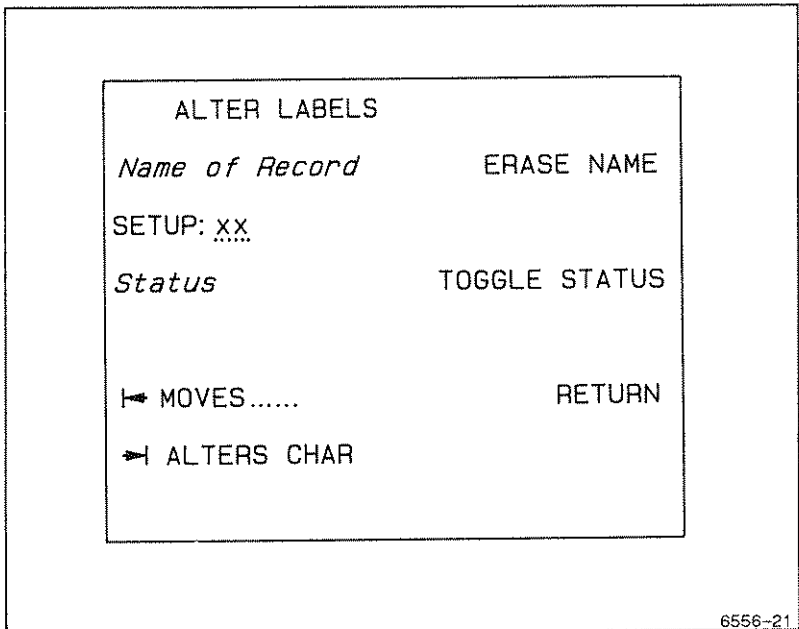 ALTER LABELS
Name of Record ERASE NAME
SETUP: xx
Status TOGGLE STATUS
MOVES...... RETURN
ALTERS CHAR
6556-21